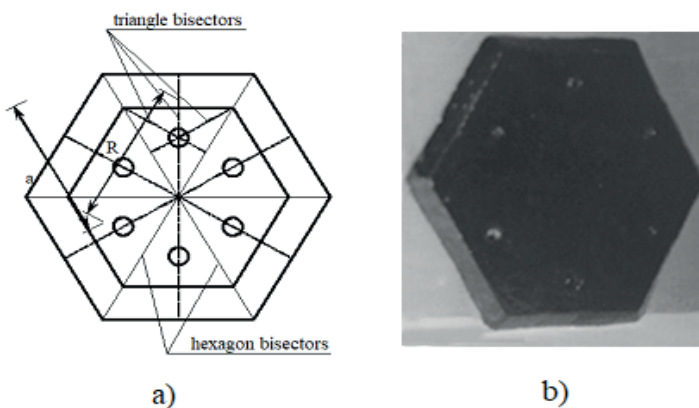 triangle bisectors
R
a
hexagon bisectors
a) b)